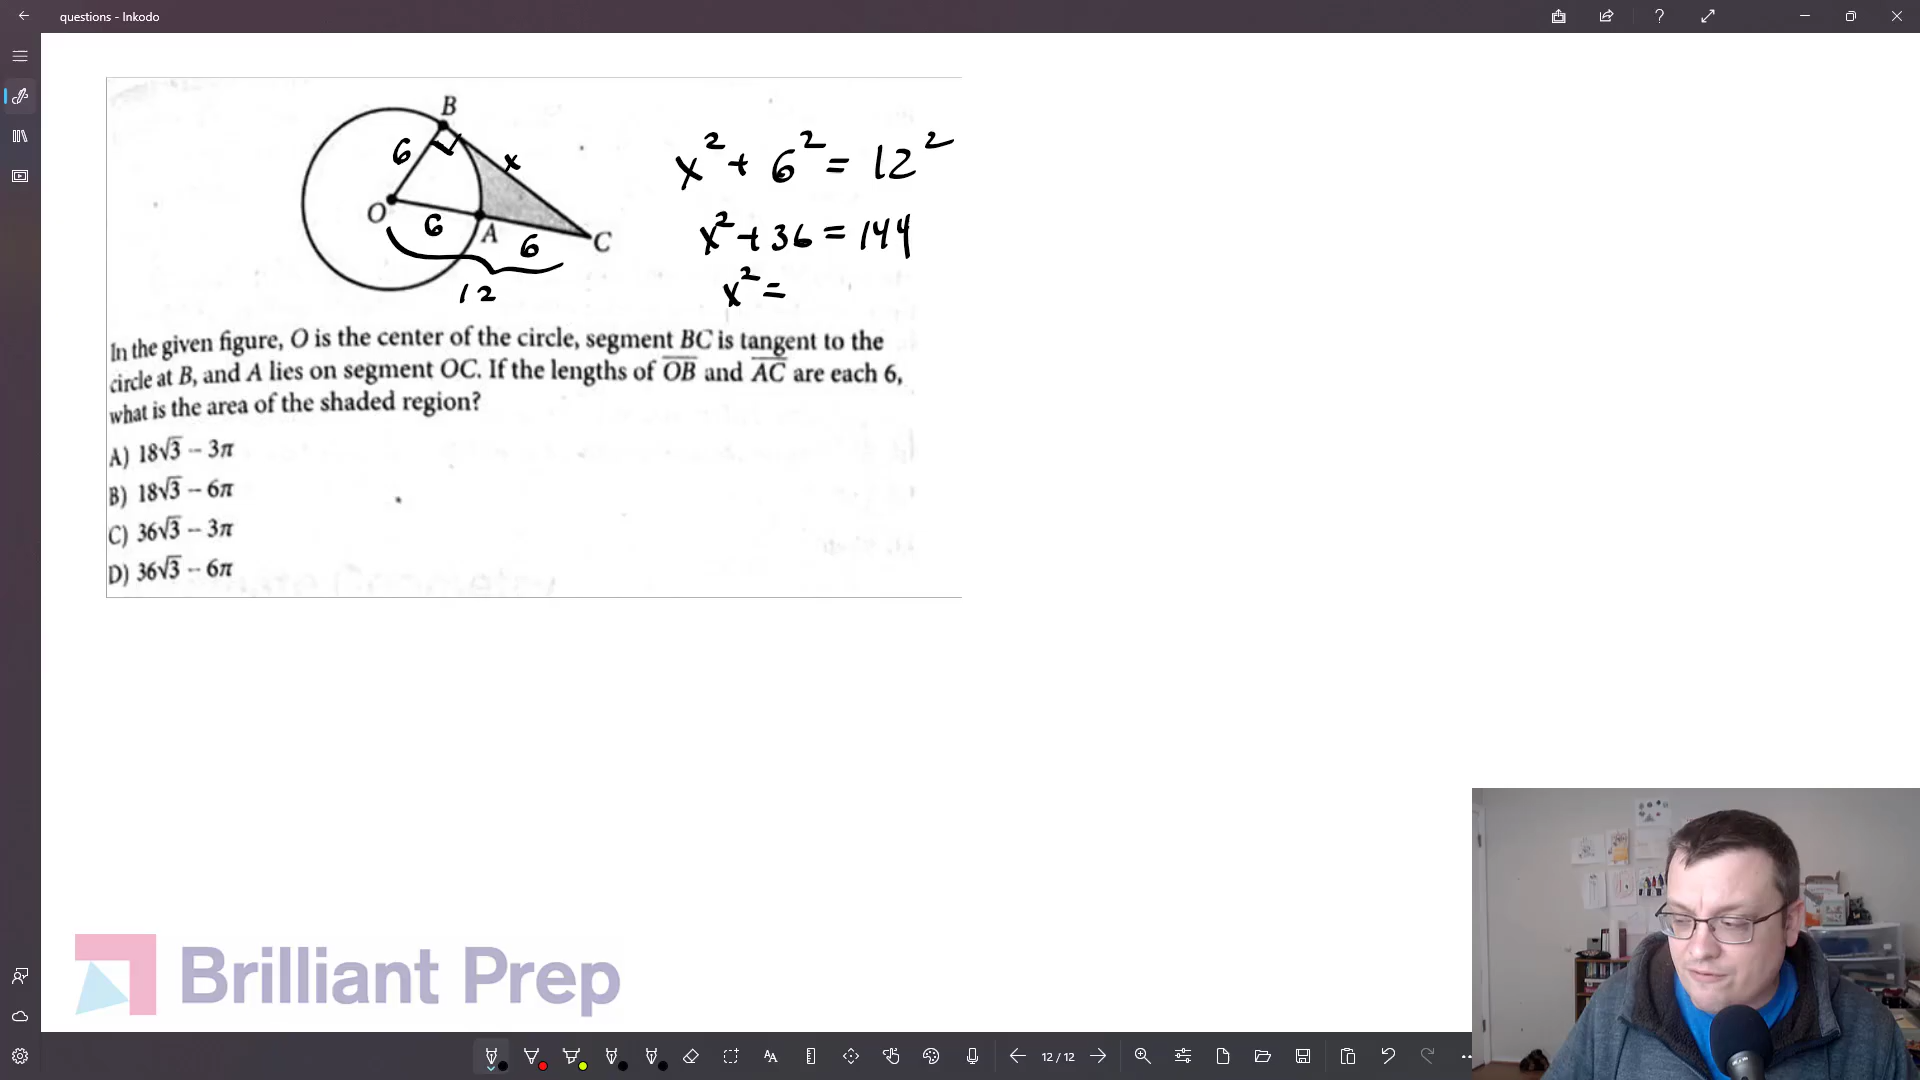 questions - Inkodo
B
6
x
O
6
A
6
C
12
x² + 6² = 12²
x² + 36 = 144
x² =
In the given figure, O is the center of the circle, segment BC is tangent to the
circle at B, and A lies on segment OC. If the lengths of O̅B̅ and A̅C̅ are each 6,
what is the area of the shaded region?
A) 18√3 − 3π
B) 18√3 − 6π
C) 36√3 − 3π
D) 36√3 − 6π
Brilliant Prep
12 / 12